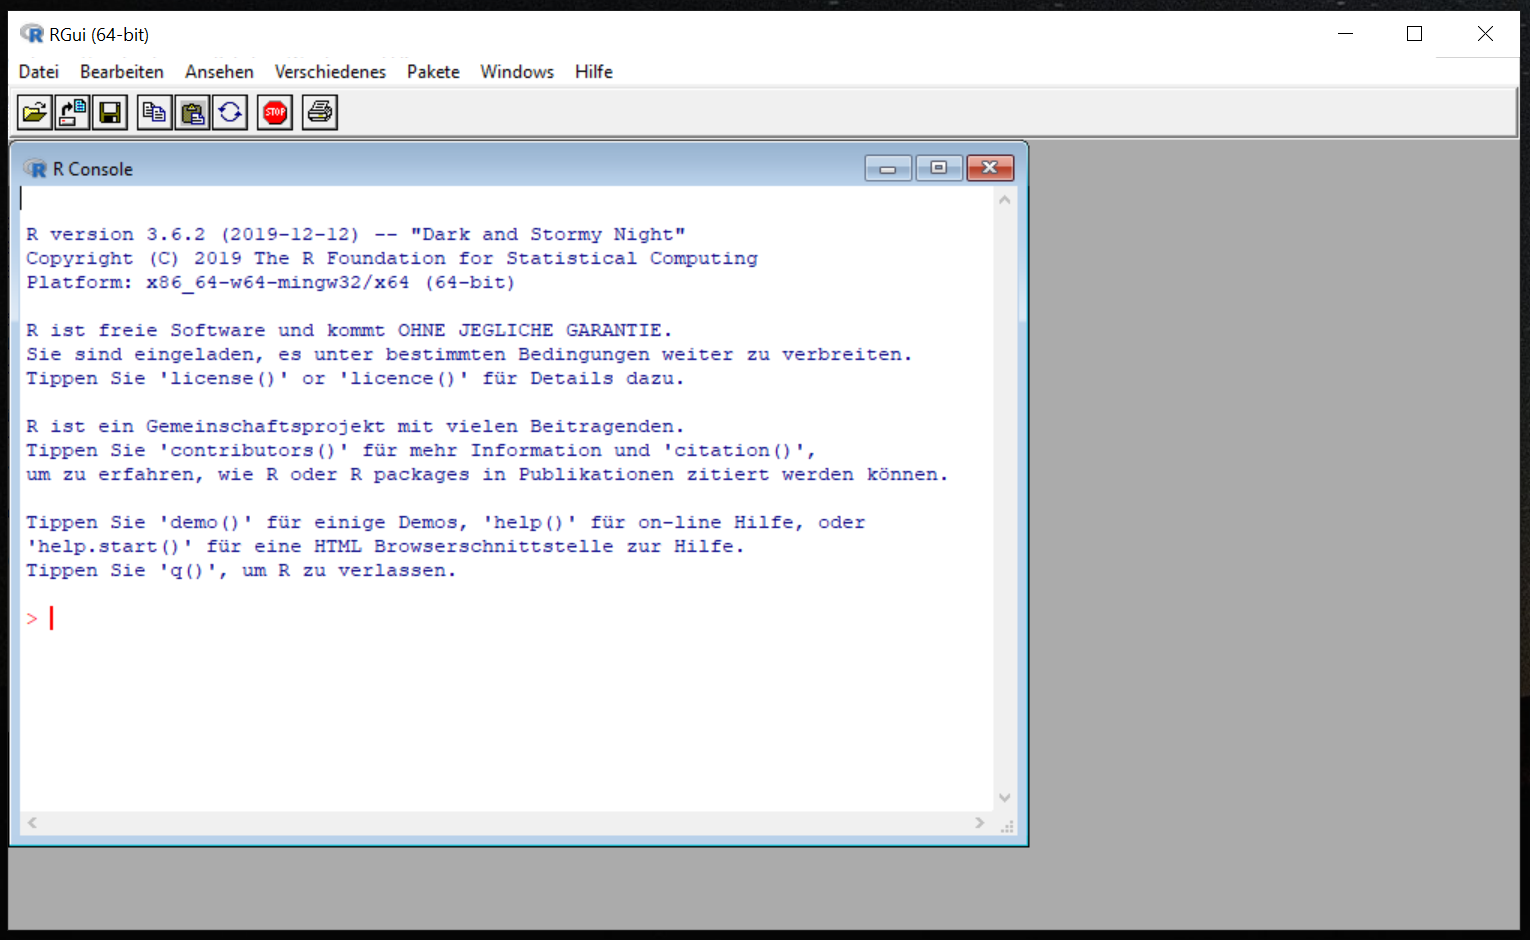 RGui (64-bit)
Datei Bearbeiten Ansehen Verschiedenes Pakete Windows Hilfe
STOP
R Console
R version 3.6.2 (2019-12-12) -- "Dark and Stormy Night"
Copyright (C) 2019 The R Foundation for Statistical Computing
Platform: x86_64-w64-mingw32/x64 (64-bit)
R ist freie Software und kommt OHNE JEGLICHE GARANTIE.
Sie sind eingeladen, es unter bestimmten Bedingungen weiter zu verbreiten.
Tippen Sie 'license()' or 'licence()' für Details dazu.
R ist ein Gemeinschaftsprojekt mit vielen Beitragenden.
Tippen Sie 'contributors()' für mehr Information und 'citation()',
um zu erfahren, wie R oder R packages in Publikationen zitiert werden können.
Tippen Sie 'demo()' für einige Demos, 'help()' für on-line Hilfe, oder
'help.start()' für eine HTML Browserschnittstelle zur Hilfe.
Tippen Sie 'q()', um R zu verlassen.
>